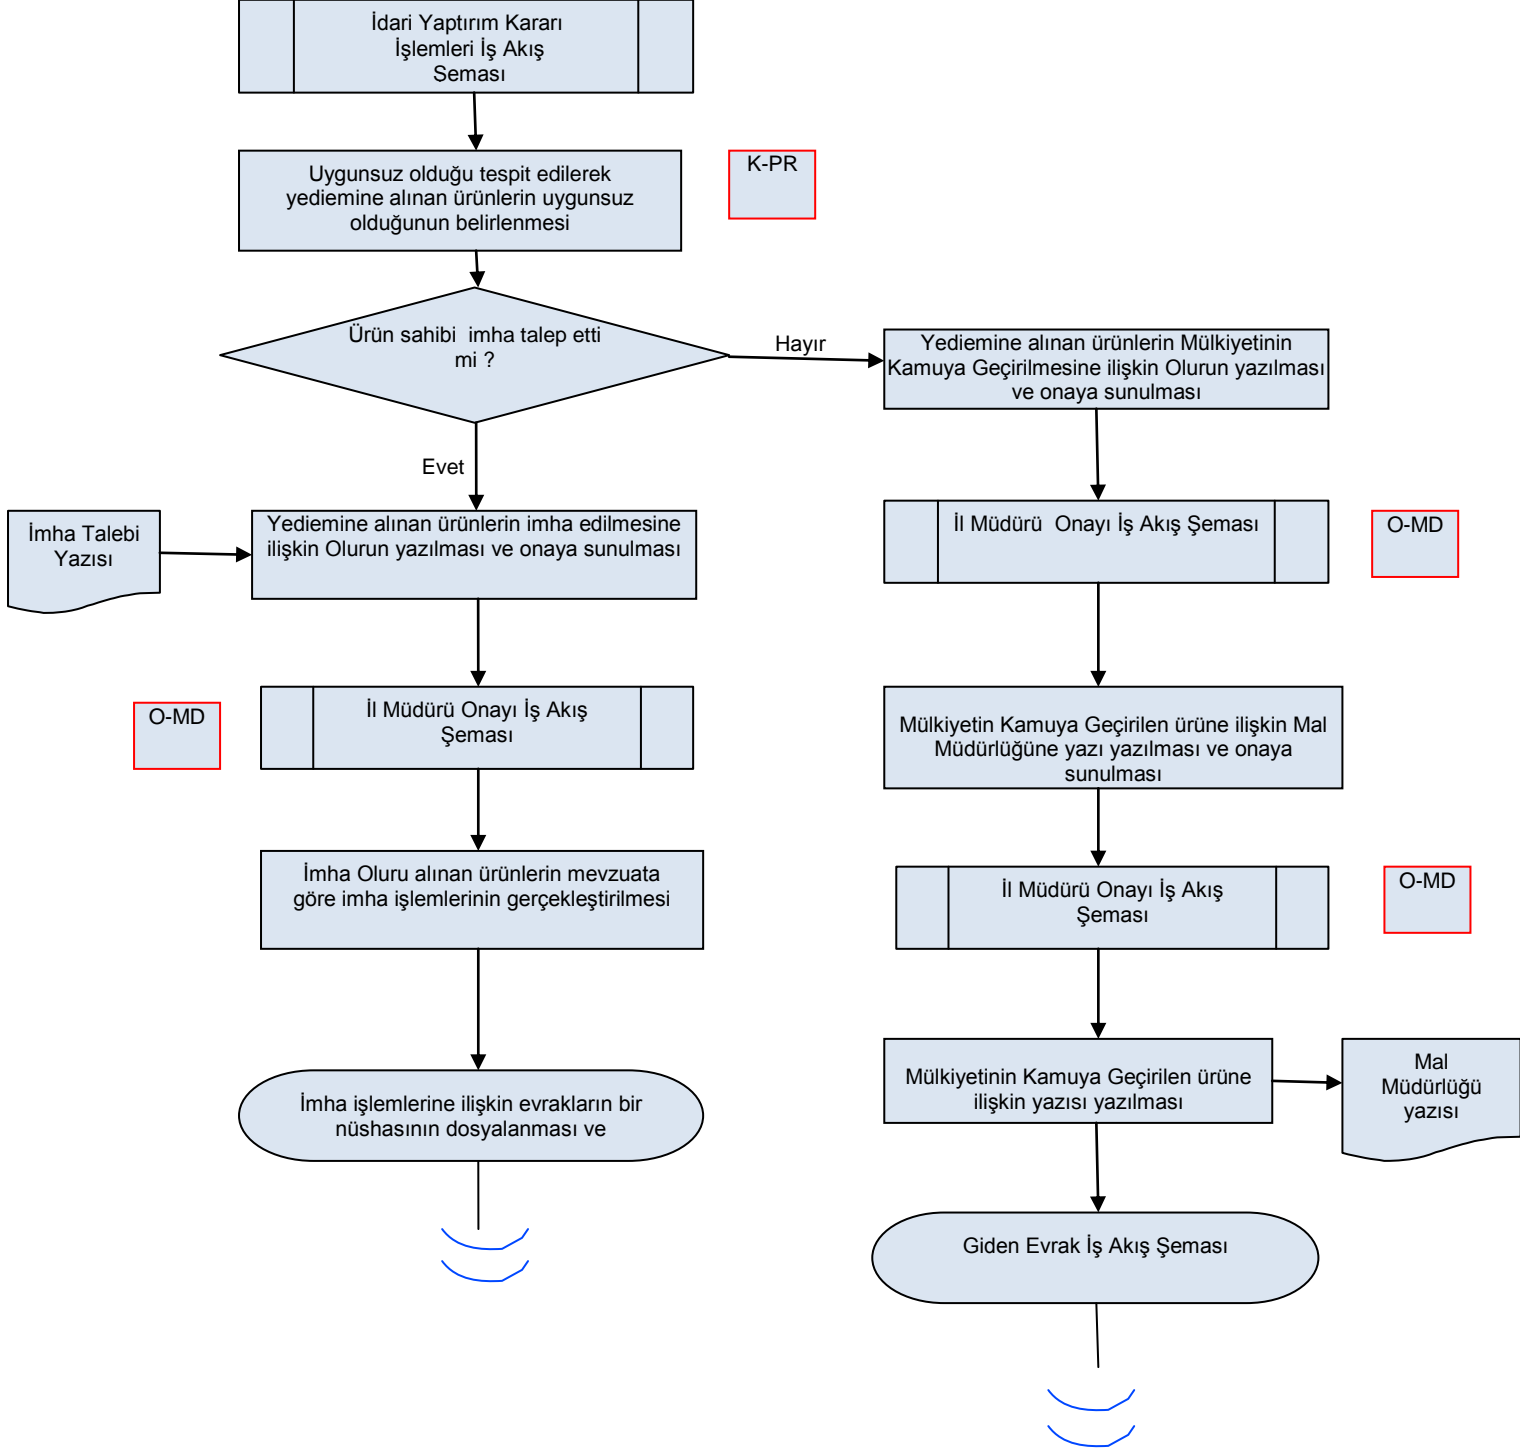 İdari Yaptırım Kararı
İşlemleri İş Akış
Seması
Uygunsuz olduğu tespit edilerek
yediemine alınan ürünlerin uygunsuz
olduğunun belirlenmesi
K-PR
Ürün sahibi imha talep etti
mi ?
Hayır
Yediemine alınan ürünlerin Mülkiyetinin
Kamuya Geçirilmesine ilişkin Olurun yazılması
ve onaya sunulması
Evet
İmha Talebi
Yazısı
Yediemine alınan ürünlerin imha edilmesine
ilişkin Olurun yazılması ve onaya sunulması
İl Müdürü Onayı İş Akış Şeması
O-MD
O-MD
İl Müdürü Onayı İş Akış
Şeması
Mülkiyetin Kamuya Geçirilen ürüne ilişkin Mal
Müdürlüğüne yazı yazılması ve onaya
sunulması
İmha Oluru alınan ürünlerin mevzuata
göre imha işlemlerinin gerçekleştirilmesi
İl Müdürü Onayı İş Akış
Şeması
O-MD
İmha işlemlerine ilişkin evrakların bir
nüshasının dosyalanması ve
Mülkiyetinin Kamuya Geçirilen ürüne
ilişkin yazısı yazılması
Mal
Müdürlüğü
yazısı
Giden Evrak İş Akış Şeması